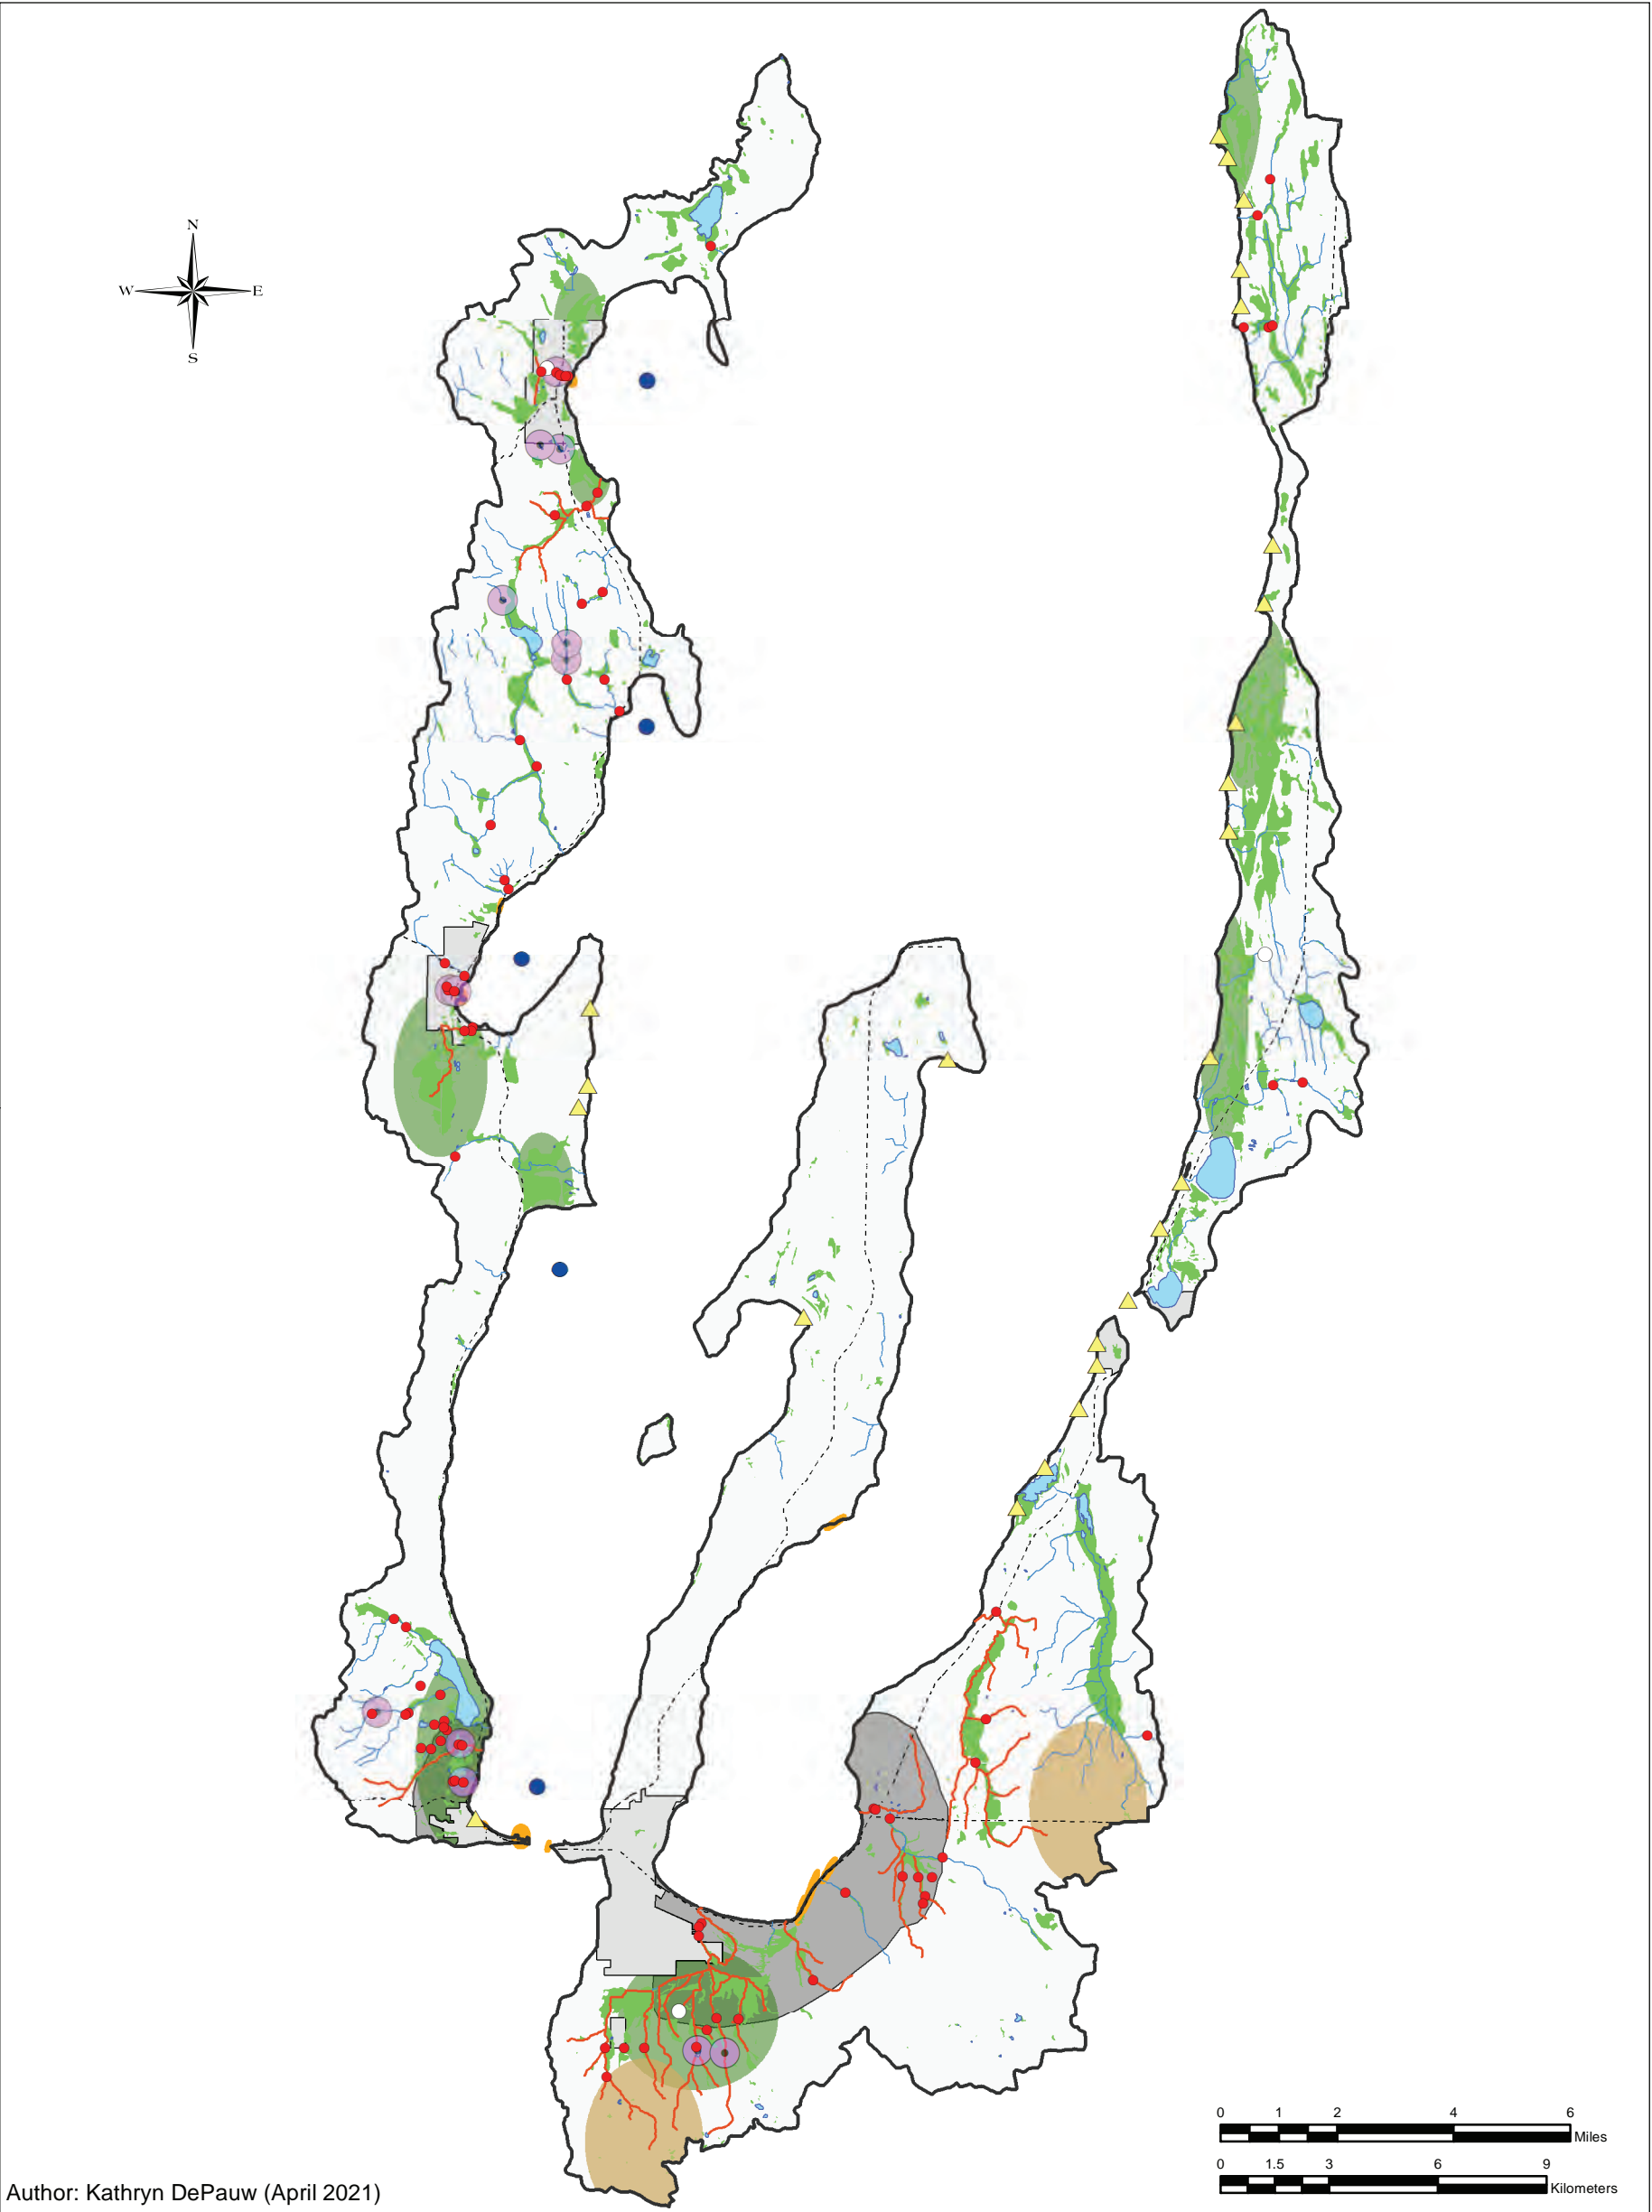 N
W E
S
0 1 2 4 6
Miles
0 1.5 3 6 9
Kilometers
Author: Kathryn DePauw (April 2021)